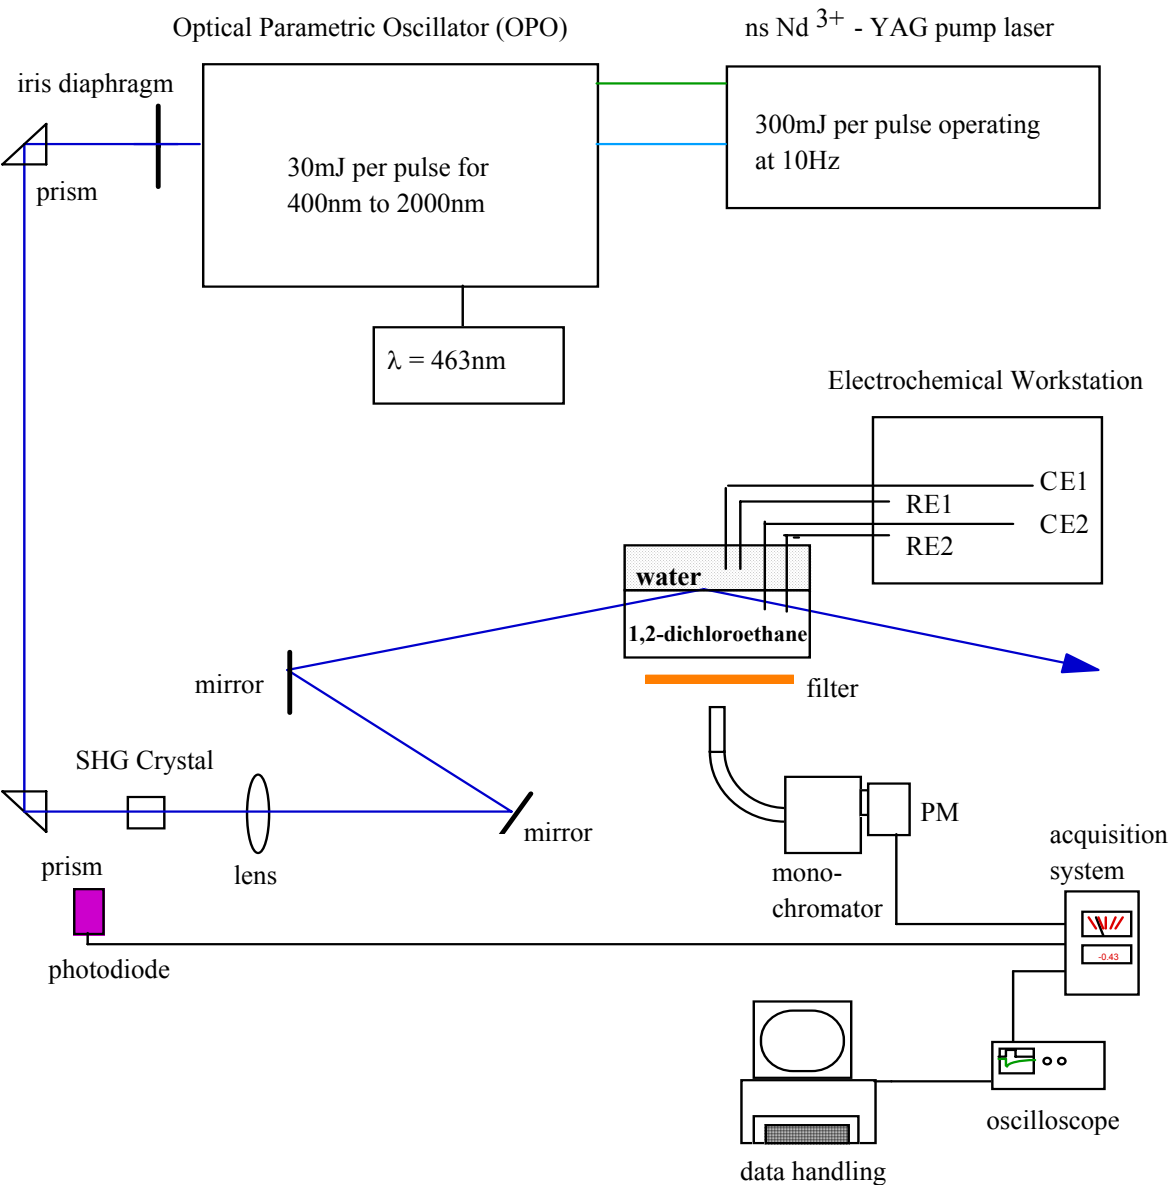 Optical Parametric Oscillator (OPO)
ns Nd 3+ - YAG pump laser
iris diaphragm
300mJ per pulse operating
at 10Hz
30mJ per pulse for
400nm to 2000nm
prism
λ = 463nm
Electrochemical Workstation
CE1
RE1
CE2
RE2
water
1,2-dichloroethane
mirror
filter
SHG Crystal
PM
mirror
acquisition
system
prism
lens
mono-
chromator
-0.43
photodiode
oscilloscope
data handling